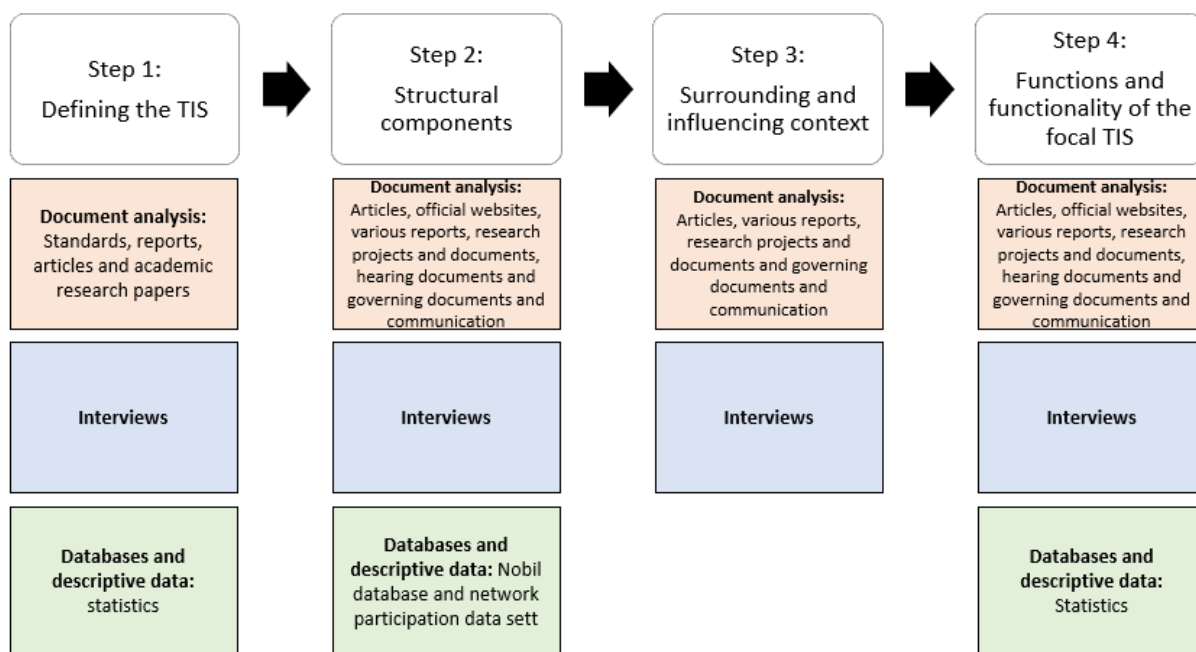 Step 1:
Defining the TIS
Step 2:
Structural
components
Step 3:
Surrounding and
influencing context
Step 4:
Functions and
functionality of the
focal TIS
Document analysis:
Standards, reports,
articles and academic
research papers
Document analysis:
Articles, official websites,
various reports, research
projects and documents,
hearing documents and
governing documents and
communication
Document analysis:
Articles, various reports,
research projects and
documents and governing
documents and
communication
Document analysis:
Articles, official websites,
various reports, research
projects and documents,
hearing documents and
governing documents and
communication
Interviews
Interviews
Interviews
Interviews
Databases and
descriptive data:
statistics
Databases and
descriptive data: Nobil
database and network
participation data sett
Databases and
descriptive data:
Statistics